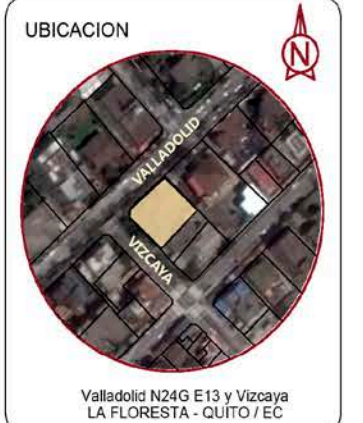 UBICACION
N
VALLADOLID
VIZCAYA
Valladolid N24G E13 y Vizcaya
LA FLORESTA - QUITO / EC